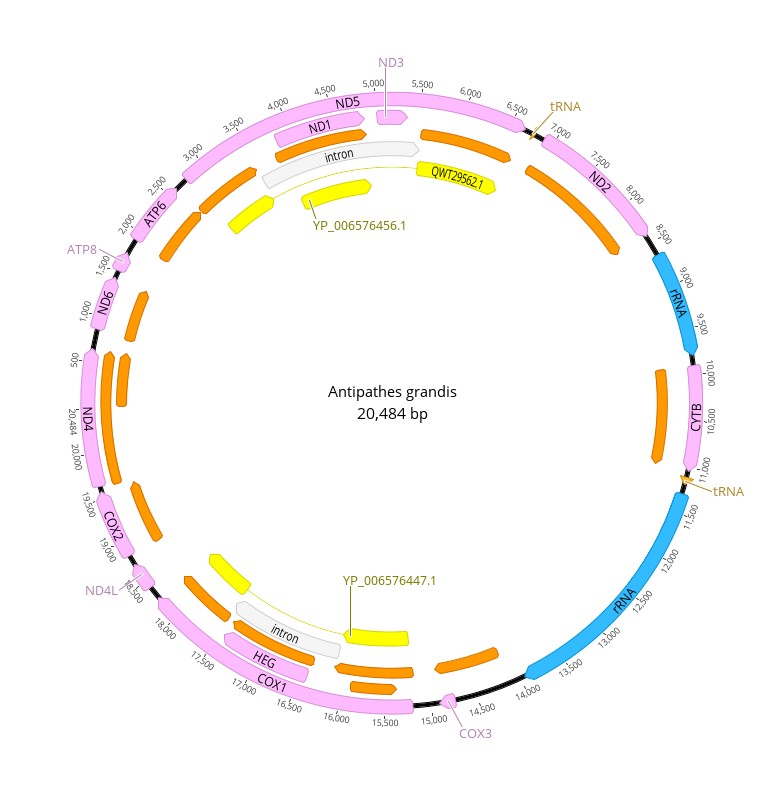 Antipathes grandis
20,484 bp
ND3
ND5
ND1
intron
QWT29562.1
YP_006576456.1
tRNA
ND2
rRNA
CYTB
tRNA
rRNA
COX3
COX1
HEG
intron
YP_006576447.1
ND4L
COX2
ND4
ND6
ATP8
ATP6
500
1,000
1,500
2,000
2,500
3,000
3,500
4,000
4,500
5,000
5,500
6,000
6,500
7,000
7,500
8,000
8,500
9,000
9,500
10,000
10,500
11,000
11,500
12,000
12,500
13,000
13,500
14,000
14,500
15,000
15,500
16,000
16,500
17,000
17,500
18,000
18,500
19,000
19,500
20,000
20,484